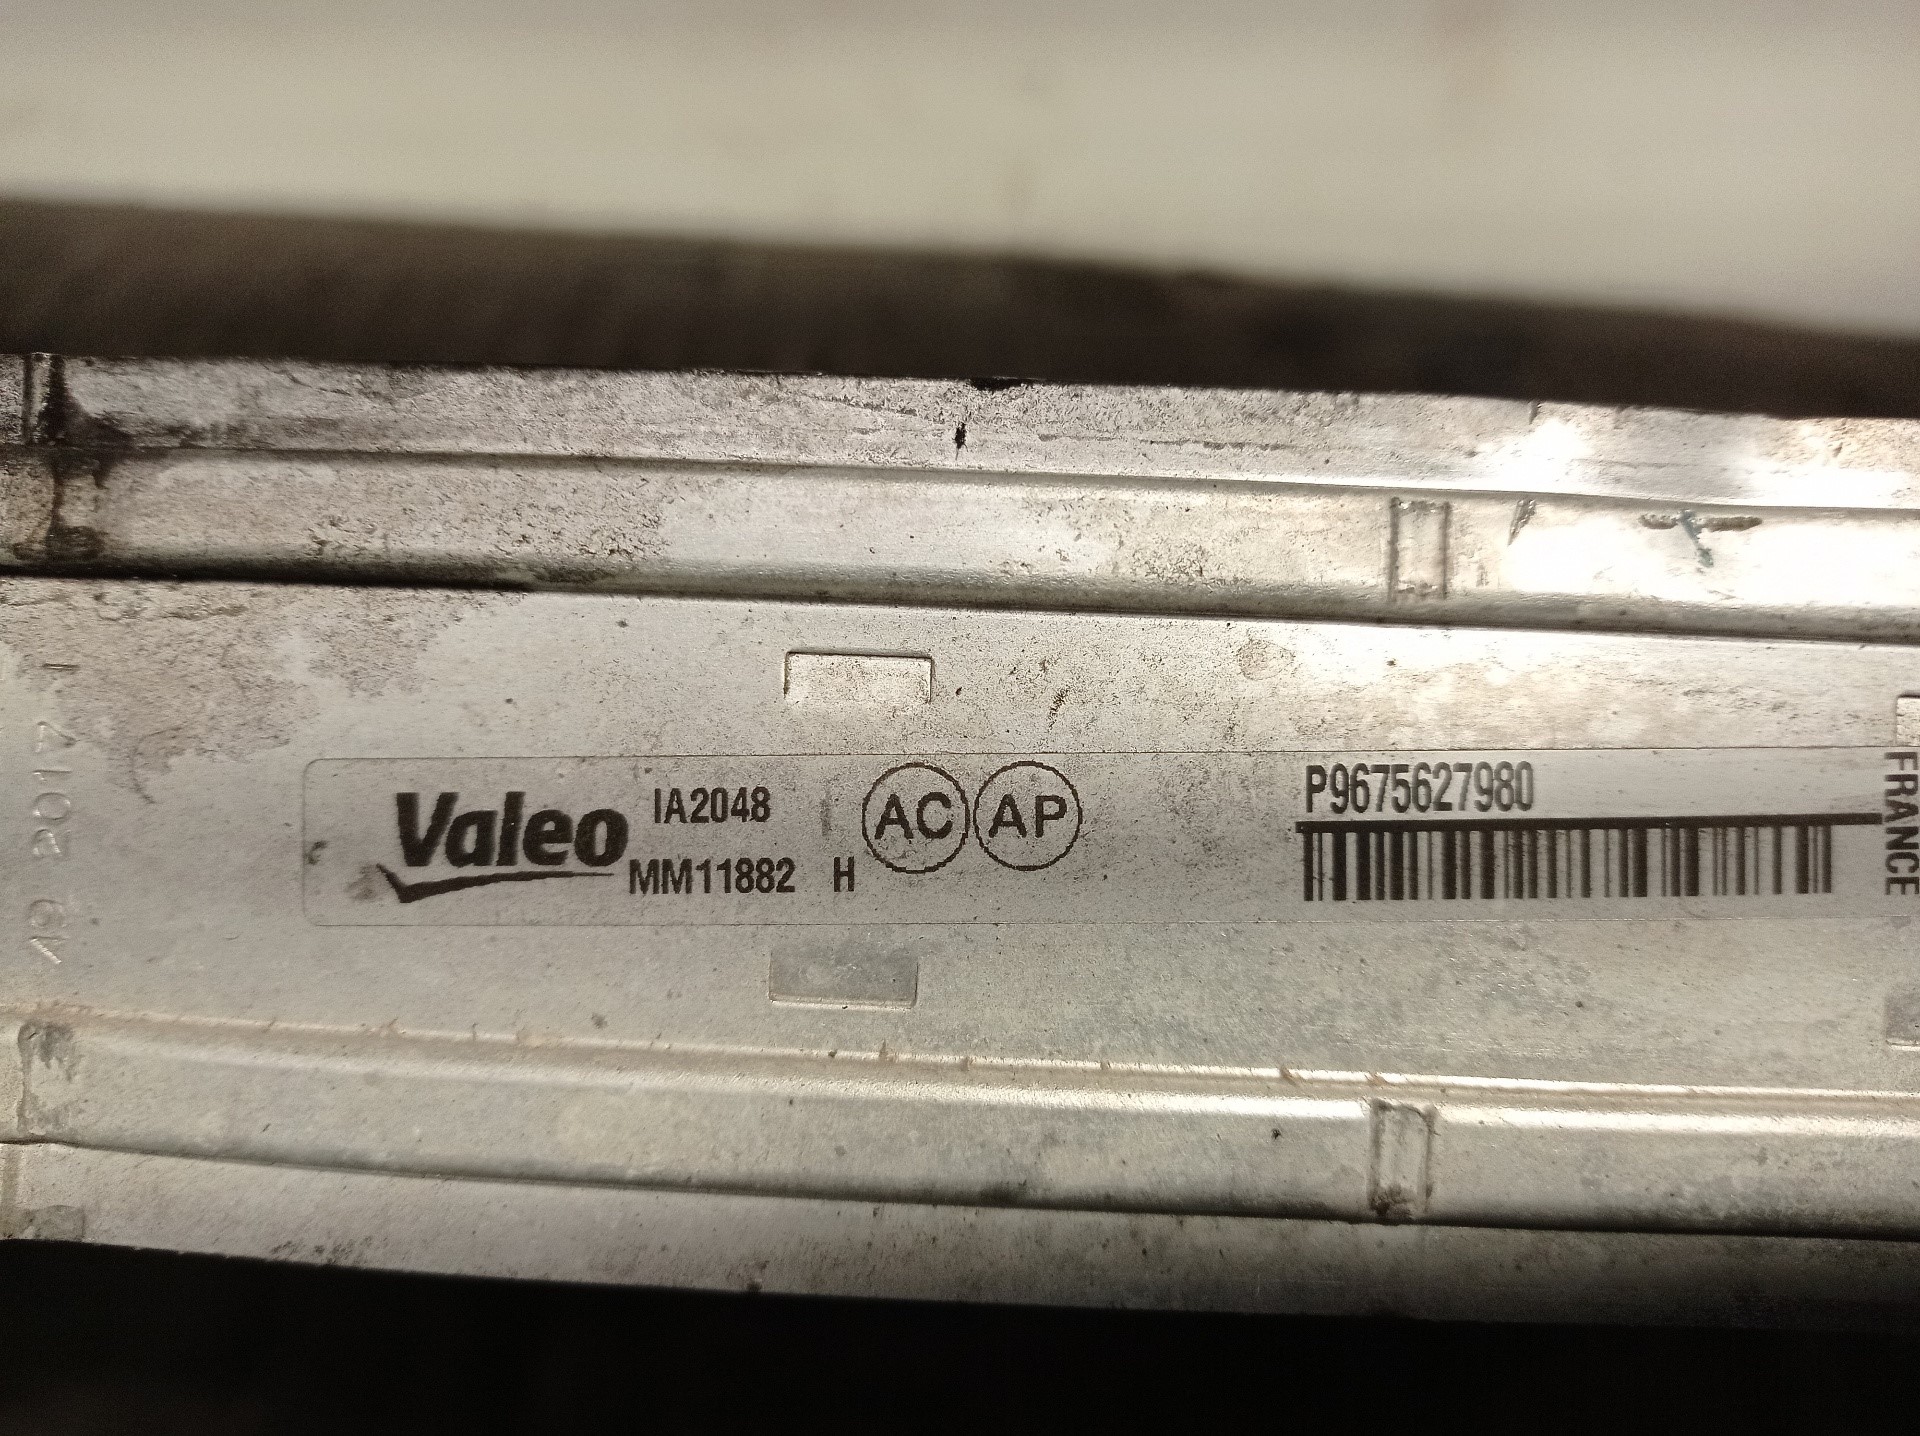 Valeo
IA2048
MM11882 H
AC AP
P9675627980
FRANCE